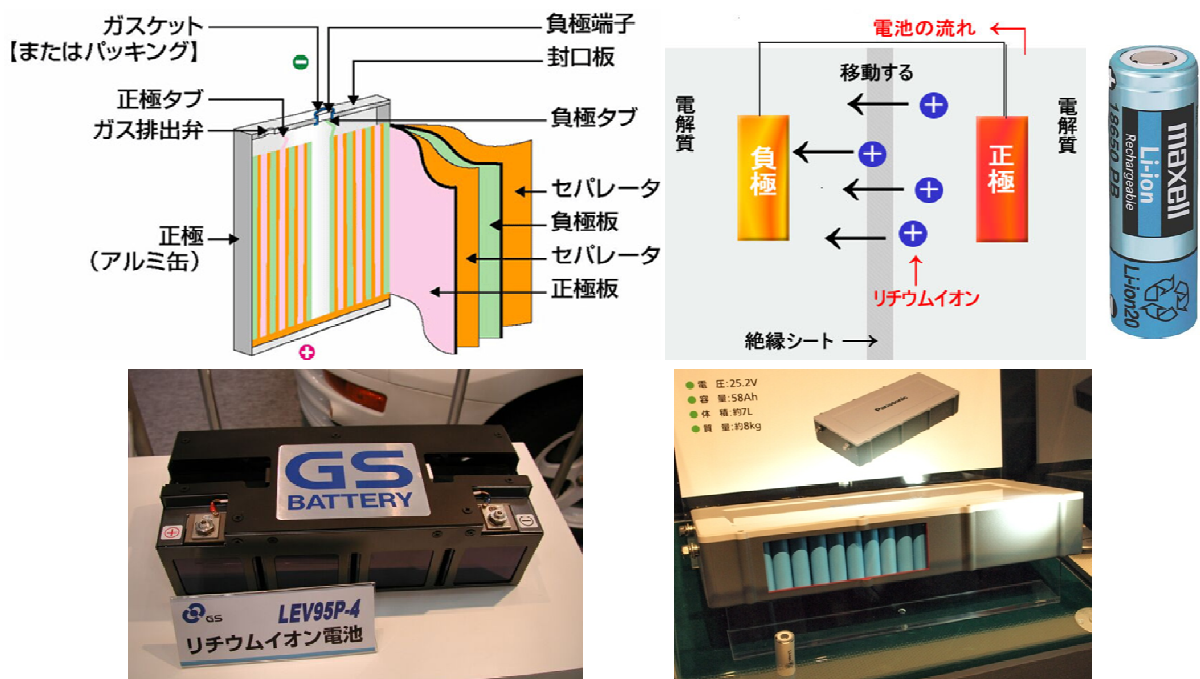 ガスケット
【またはパッキング】
正極タブ
ガス排出弁
正極
（アルミ缶）
負極端子
封口板
負極タブ
セパレータ
負極板
セパレータ
正極板
電池の流れ
移動する
電解質
負極
正極
電解質
リチウムイオン
絶縁シート
maxell
Li-ion
Rechargeable
18650 PB
Li-ion20
GS
BATTERY
GS
LEV95P-4
リチウムイオン電池
電 圧:25.2V
容 量:58Ah
体 積:約7L
質 量:約8kg
Panasonic